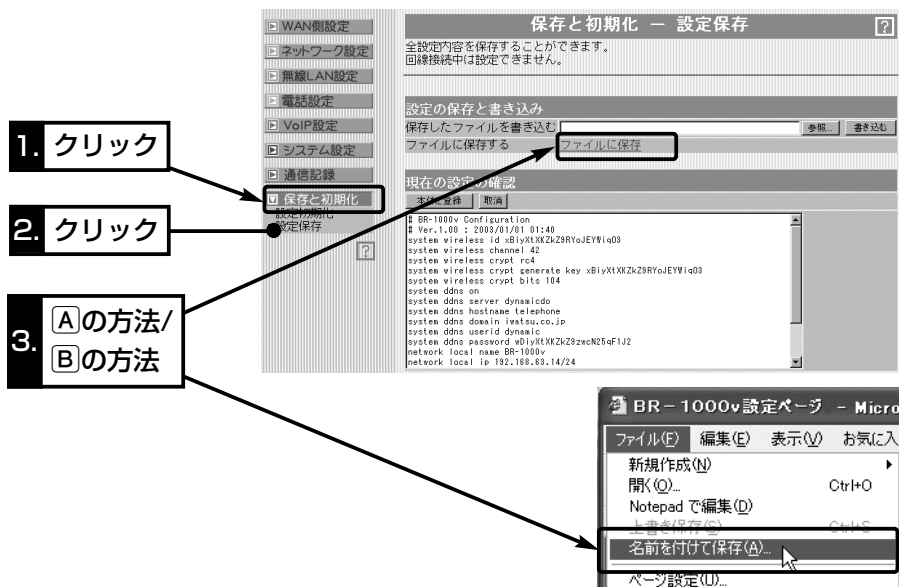 WAN側設定
ネットワーク設定
無線LAN設定
電話設定
VoIP設定
システム設定
通信記録
保存と初期化
設定初期化
設定保存
?
保存と初期化 － 設定保存
?
全設定内容を保存することができます。
回線接続中は設定できません。
設定の保存と書き込み
保存したファイルを書き込む 参照... 書き込む
ファイルに保存する ファイルに保存
現在の設定の確認
本体に登録 取消
# BR-1000v Configuration
# Ver.1.00 : 2003/01/01 01:40
system wireless id xBiyXtXKZkZ9RYoJEYWiqO3
system wireless channel 42
system wireless crypt rc4
system wireless crypt generate key xBiyXtXKZkZ9RYoJEYWiqO3
system wireless crypt bits 104
system ddns on
system ddns server dynamicdo
system ddns hostname telephone
system ddns domain iwatsu.co.jp
system ddns userid dynamic
system ddns password wDiyXtXKZkZ9zwcN25qF1J2
network local name BR-1000v
network local ip 192.168.63.14/24
1. クリック
2. クリック
3. Aの方法/
Bの方法
BR－1000v設定ページ - Micro
ファイル(F) 編集(E) 表示(V) お気に入
新規作成(N)
開く(O)... Ctrl+O
Notepad で編集(D)
上書き保存(S) Ctrl+S
名前を付けて保存(A)...
ページ設定(U)...